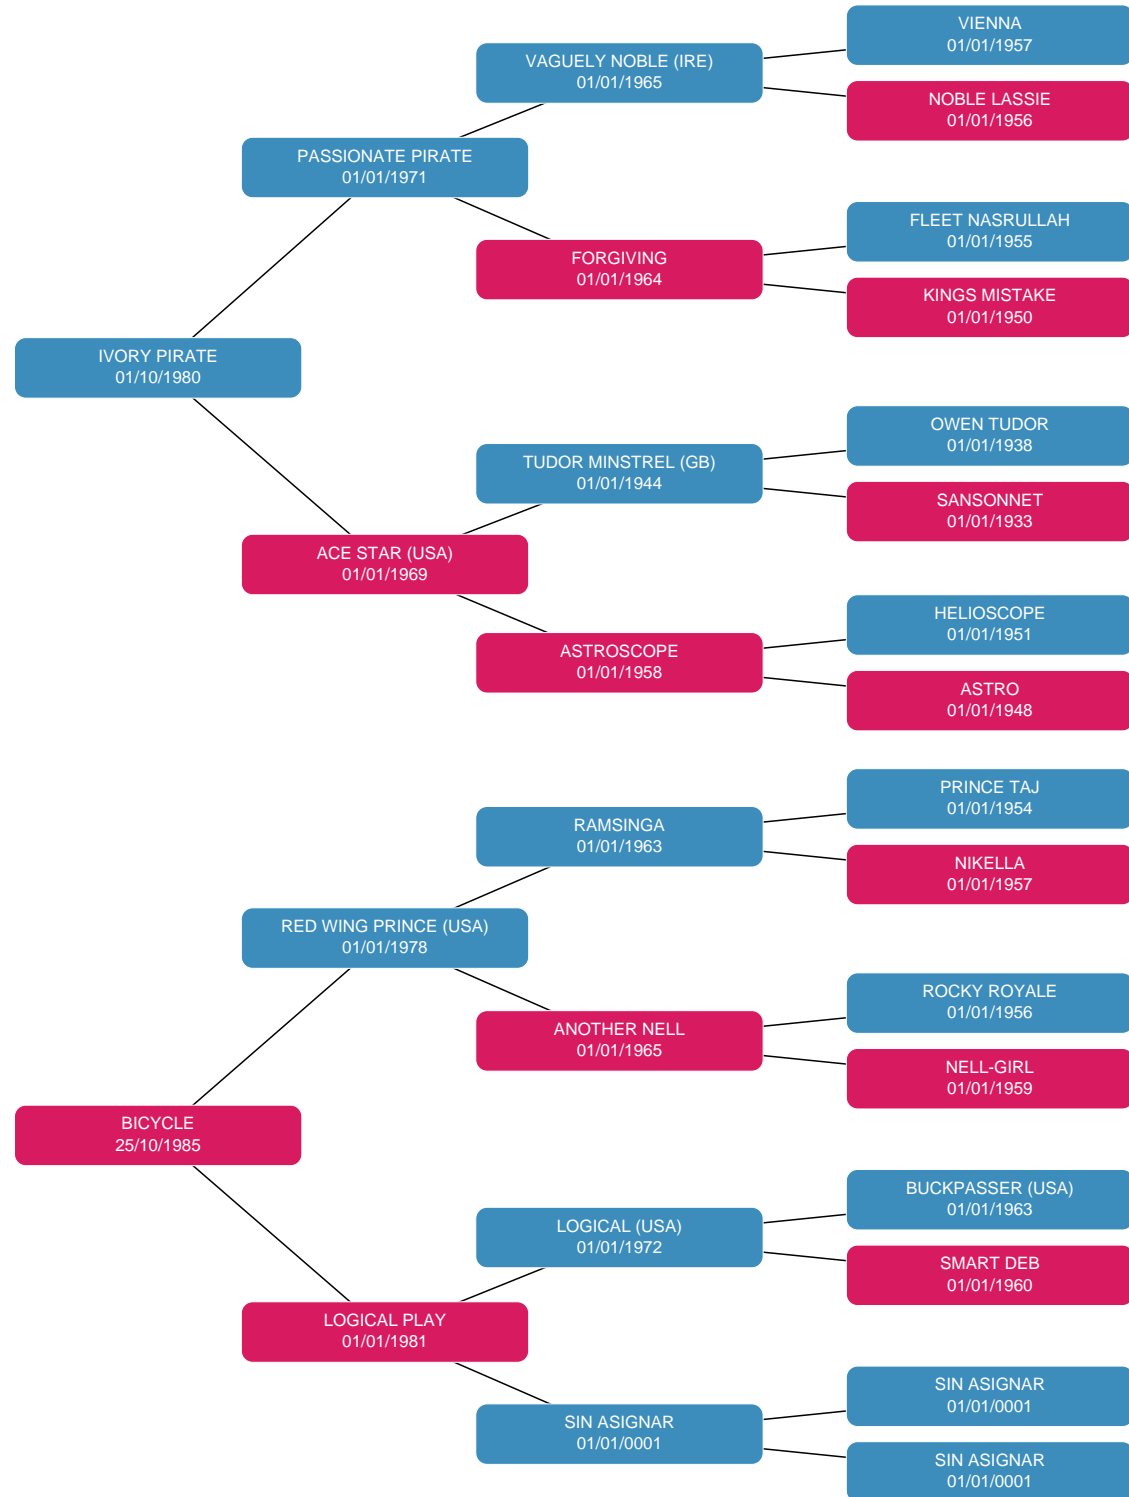 VIENNA
01/01/1957
VAGUELY NOBLE (IRE)
01/01/1965
NOBLE LASSIE
01/01/1956
PASSIONATE PIRATE
01/01/1971
FLEET NASRULLAH
01/01/1955
FORGIVING
01/01/1964
KINGS MISTAKE
01/01/1950
IVORY PIRATE
01/10/1980
OWEN TUDOR
01/01/1938
TUDOR MINSTREL (GB)
01/01/1944
SANSONNET
01/01/1933
ACE STAR (USA)
01/01/1969
HELIOSCOPE
01/01/1951
ASTROSCOPE
01/01/1958
ASTRO
01/01/1948
PRINCE TAJ
01/01/1954
RAMSINGA
01/01/1963
NIKELLA
01/01/1957
RED WING PRINCE (USA)
01/01/1978
ROCKY ROYALE
01/01/1956
ANOTHER NELL
01/01/1965
NELL-GIRL
01/01/1959
BICYCLE
25/10/1985
BUCKPASSER (USA)
01/01/1963
LOGICAL (USA)
01/01/1972
SMART DEB
01/01/1960
LOGICAL PLAY
01/01/1981
SIN ASIGNAR
01/01/0001
SIN ASIGNAR
01/01/0001
SIN ASIGNAR
01/01/0001